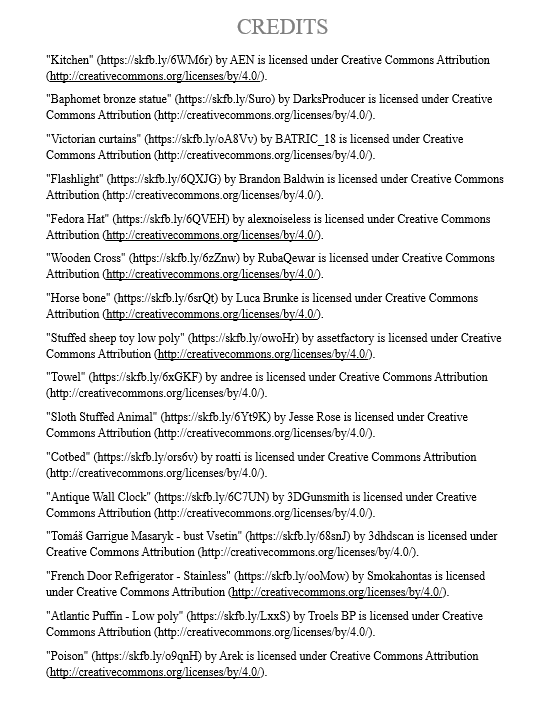 CREDITS
"Kitchen" (https://skfb.ly/6WM6r) by AEN is licensed under Creative Commons Attribution
(http://creativecommons.org/licenses/by/4.0/).
"Baphomet bronze statue" (https://skfb.ly/Suro) by DarksProducer is licensed under Creative
Commons Attribution (http://creativecommons.org/licenses/by/4.0/).
"Victorian curtains" (https://skfb.ly/oA8Vv) by BATRIC_18 is licensed under Creative
Commons Attribution (http://creativecommons.org/licenses/by/4.0/).
"Flashlight" (https://skfb.ly/6QXJG) by Brandon Baldwin is licensed under Creative Commons
Attribution (http://creativecommons.org/licenses/by/4.0/).
"Fedora Hat" (https://skfb.ly/6QVEH) by alexnoiseless is licensed under Creative Commons
Attribution (http://creativecommons.org/licenses/by/4.0/).
"Wooden Cross" (https://skfb.ly/6zZnw) by RubaQewar is licensed under Creative Commons
Attribution (http://creativecommons.org/licenses/by/4.0/).
"Horse bone" (https://skfb.ly/6srQt) by Luca Brunke is licensed under Creative Commons
Attribution (http://creativecommons.org/licenses/by/4.0/).
"Stuffed sheep toy low poly" (https://skfb.ly/owoHr) by assetfactory is licensed under Creative
Commons Attribution (http://creativecommons.org/licenses/by/4.0/).
"Towel" (https://skfb.ly/6xGKF) by andree is licensed under Creative Commons Attribution
(http://creativecommons.org/licenses/by/4.0/).
"Sloth Stuffed Animal" (https://skfb.ly/6Yt9K) by Jesse Rose is licensed under Creative
Commons Attribution (http://creativecommons.org/licenses/by/4.0/).
"Cotbed" (https://skfb.ly/ors6v) by roatti is licensed under Creative Commons Attribution
(http://creativecommons.org/licenses/by/4.0/).
"Antique Wall Clock" (https://skfb.ly/6C7UN) by 3DGunsmith is licensed under Creative
Commons Attribution (http://creativecommons.org/licenses/by/4.0/).
"Tomáš Garrigue Masaryk - bust Vsetin" (https://skfb.ly/68snJ) by 3dhdscan is licensed under
Creative Commons Attribution (http://creativecommons.org/licenses/by/4.0/).
"French Door Refrigerator - Stainless" (https://skfb.ly/ooMow) by Smokahontas is licensed
under Creative Commons Attribution (http://creativecommons.org/licenses/by/4.0/).
"Atlantic Puffin - Low poly" (https://skfb.ly/LxxS) by Troels BP is licensed under Creative
Commons Attribution (http://creativecommons.org/licenses/by/4.0/).
"Poison" (https://skfb.ly/o9qnH) by Arek is licensed under Creative Commons Attribution
(http://creativecommons.org/licenses/by/4.0/).